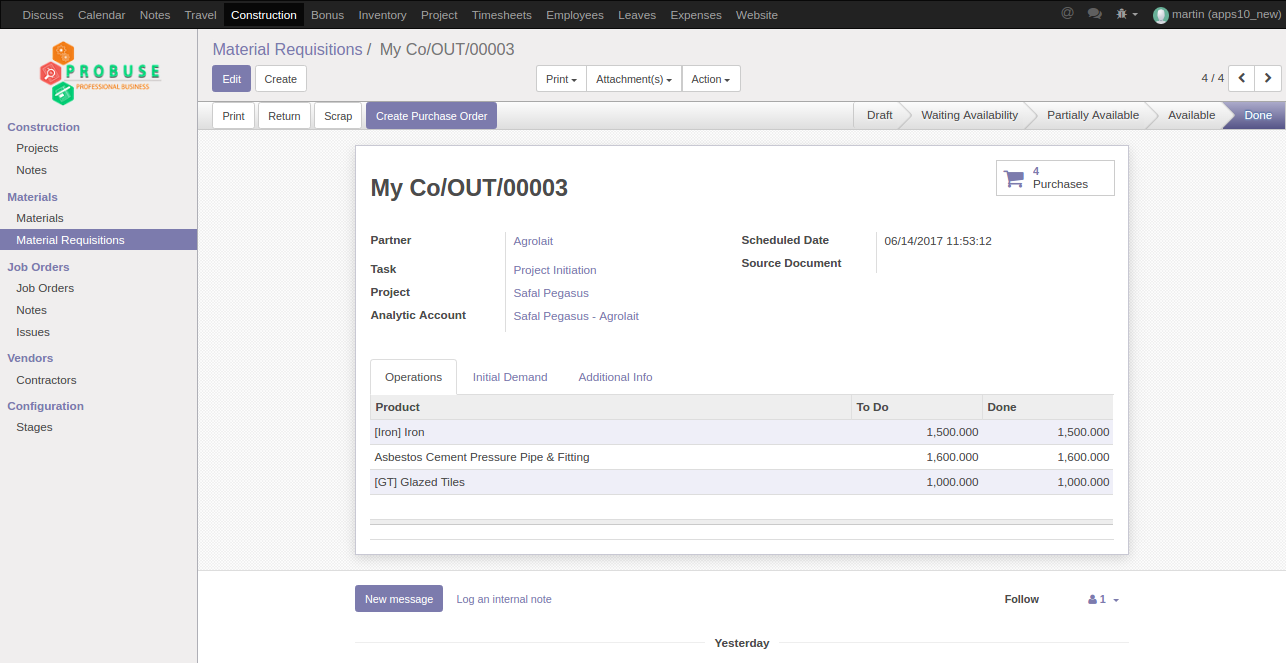 Discuss Calendar Notes Travel Construction Bonus Inventory Project Timesheets Employees Leaves Expenses Website @ martin (apps10_new)
PROBUSE
PROFESSIONAL BUSINESS
Material Requisitions / My Co/OUT/00003
Edit Create Print Attachment(s) Action 4 / 4
Print Return Scrap Create Purchase Order Draft Waiting Availability Partially Available Available Done
Construction
Projects
Notes
Materials
Materials
Material Requisitions
Job Orders
Job Orders
Notes
Issues
Vendors
Contractors
Configuration
Stages
4
Purchases
My Co/OUT/00003
Partner Agrolait Scheduled Date 06/14/2017 11:53:12
Source Document
Task Project Initiation
Project Safal Pegasus
Analytic Account Safal Pegasus - Agrolait
Operations Initial Demand Additional Info
Product To Do Done
[Iron] Iron 1,500.000 1,500.000
Asbestos Cement Pressure Pipe & Fitting 1,600.000 1,600.000
[GT] Glazed Tiles 1,000.000 1,000.000
New message Log an internal note Follow 1
Yesterday